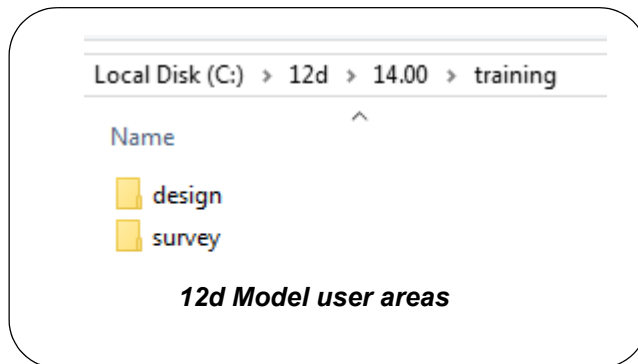 Local Disk (C:) > 12d > 14.00 > training
Name
design
survey
12d Model user areas